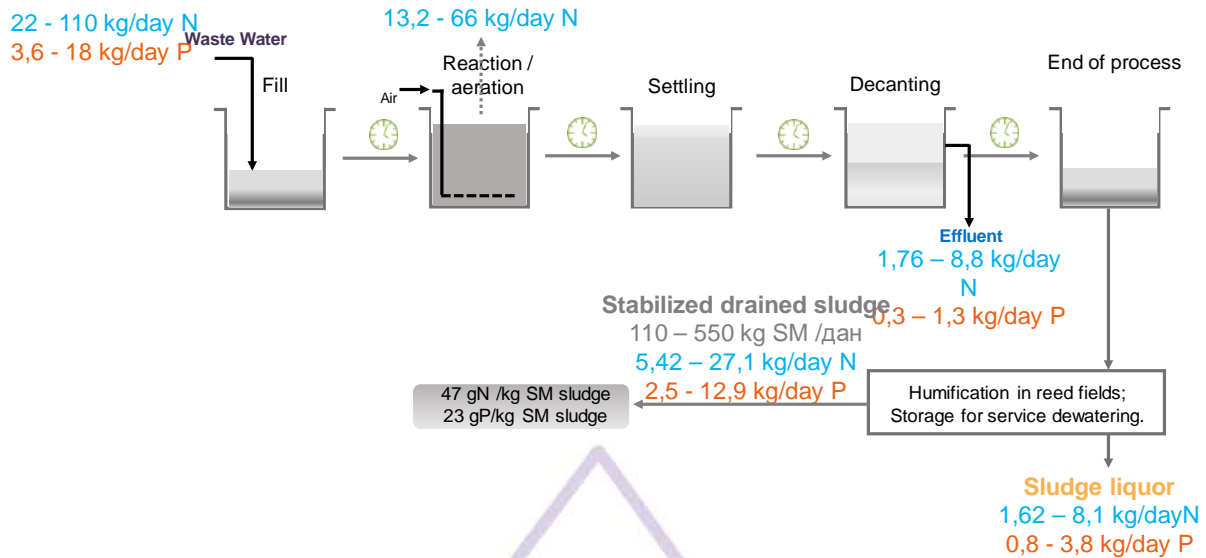 22 - 110 kg/day N
3,6 - 18 kg/day P
Waste Water
Fill
13,2 - 66 kg/day N
Reaction /
aeration
Air
Settling
Decanting
End of process
Effluent
1,76 – 8,8 kg/day
N
0,3 – 1,3 kg/day P
Stabilized drained sludge
110 – 550 kg SM /дан
5,42 – 27,1 kg/day N
2,5 - 12,9 kg/day P
47 gN /kg SM sludge
23 gP/kg SM sludge
Humification in reed fields;
Storage for service dewatering.
Sludge liquor
1,62 – 8,1 kg/dayN
0,8 - 3,8 kg/day P